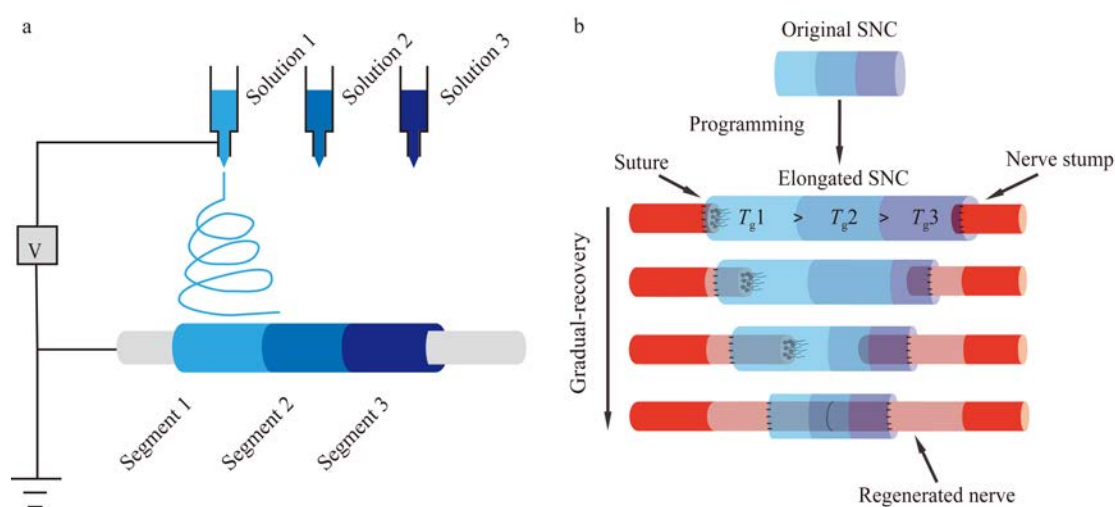 a
Solution 1
Solution 2
Solution 3
V
Segment 1
Segment 2
Segment 3
b
Original SNC
Programming
Suture
Nerve stump
Elongated SNC
Tg1 > Tg2 > Tg3
Gradual-recovery
Regenerated nerve